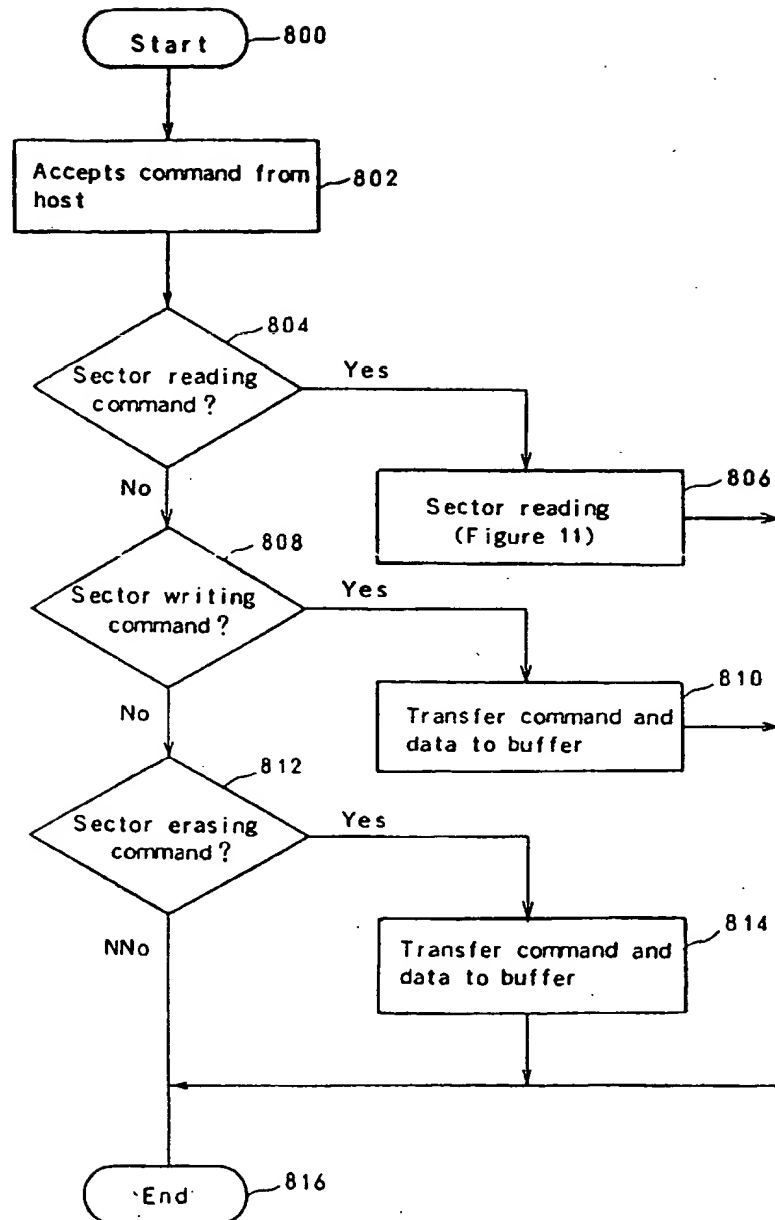 Start
800
Accepts command from
host
802
804
Sector reading
command?
Yes
No
806
Sector reading
(Figure 11)
808
Sector writing
command?
Yes
No
810
Transfer command and
data to buffer
812
Sector erasing
command?
Yes
NNo
814
Transfer command and
data to buffer
End
816